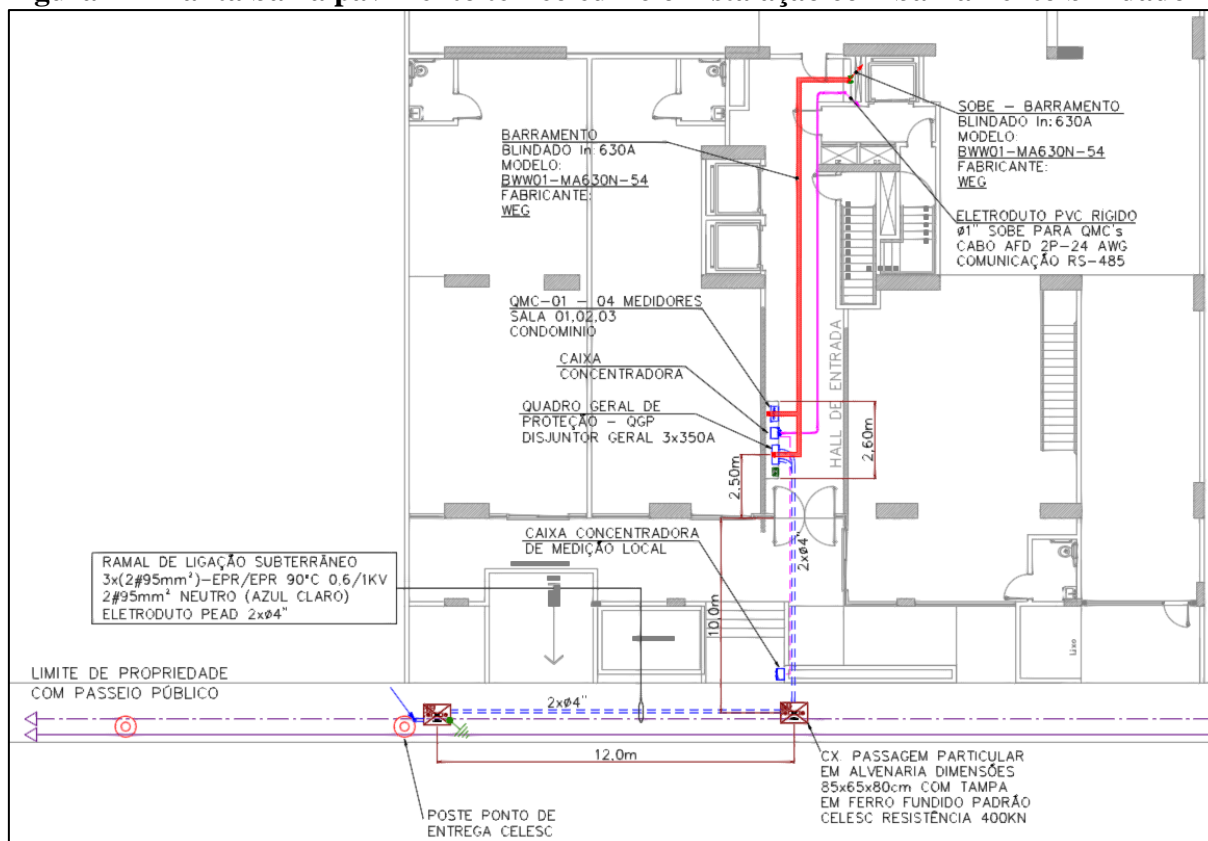 BARRAMENTO
BLINDADO In: 630A
MODELO:
BWW01-MA630N-54
FABRICANTE:
WEG
SOBE – BARRAMENTO
BLINDADO In: 630A
MODELO:
BWW01-MA630N-54
FABRICANTE:
WEG
ELETRODUTO PVC RIGIDO
ø1" SOBE PARA QMC's
CABO AFD 2P-24 AWG
COMUNICAÇÃO RS-485
QMC-01 – 04 MEDIDORES
SALA 01,02,03
CONDOMINIO
CAIXA
CONCENTRADORA
QUADRO GERAL DE
PROTEÇÃO – QGP
DISJUNTOR GERAL 3x350A
HALL DE ENTRADA
2,60m
2,50m
CAIXA CONCENTRADORA
DE MEDIÇÃO LOCAL
2xø4"
10,0m
RAMAL DE LIGAÇÃO SUBTERRÂNEO
3x(2#95mm²)-EPR/EPR 90°C 0,6/1KV
2#95mm² NEUTRO (AZUL CLARO)
ELETRODUTO PEAD 2xø4"
Lixo
LIMITE DE PROPRIEDADE
COM PASSEIO PÚBLICO
2xø4"
12,0m
POSTE PONTO DE
ENTREGA CELESC
CX. PASSAGEM PARTICULAR
EM ALVENARIA DIMENSÕES
85x65x80cm COM TAMPA
EM FERRO FUNDIDO PADRÃO
CELESC RESISTÊNCIA 400KN